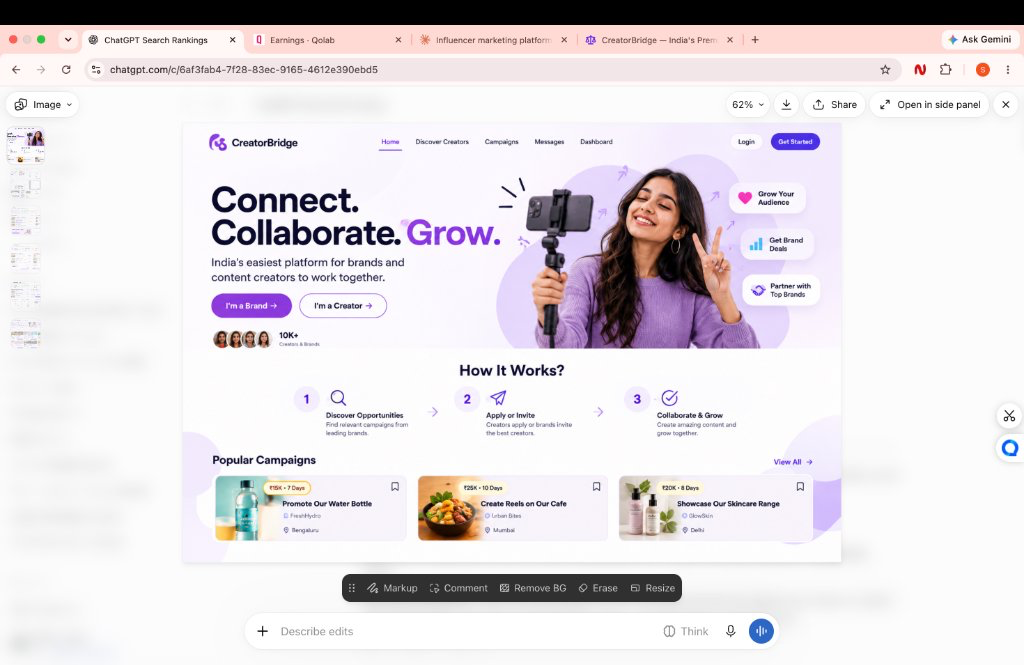 ChatGPT Search Rankings
Earnings - Qolab
Influencer marketing platform
CreatorBridge — India's Prem
Ask Gemini
chatgpt.com/c/6af3fab4-7f28-83ec-9165-4612e390ebd5
S
Image
62%
Share
Open in side panel
CreatorBridge
Home
Discover Creators
Campaigns
Messages
Dashboard
Login
Get Started
Connect.
Collaborate. Grow.
India's easiest platform for brands and
content creators to work together.
I'm a Brand →
I'm a Creator →
10K+
Creators & Brands
Grow Your
Audience
Get Brand
Deals
Partner with
Top Brands
How It Works?
1
Discover Opportunities
Find relevant campaigns from
leading brands.
2
Apply or Invite
Creators apply or brands invite
the best creators.
3
Collaborate & Grow
Create amazing content and
grow together.
Popular Campaigns
View All →
₹15K • 7 Days
Promote Our Water Bottle
FreshHydro
Bengaluru
₹25K • 10 Days
Create Reels on Our Cafe
Urban Bites
Mumbai
₹20K • 8 Days
Showcase Our Skincare Range
GlowSkin
Delhi
Markup
Comment
Remove BG
Erase
Resize
Describe edits
Think